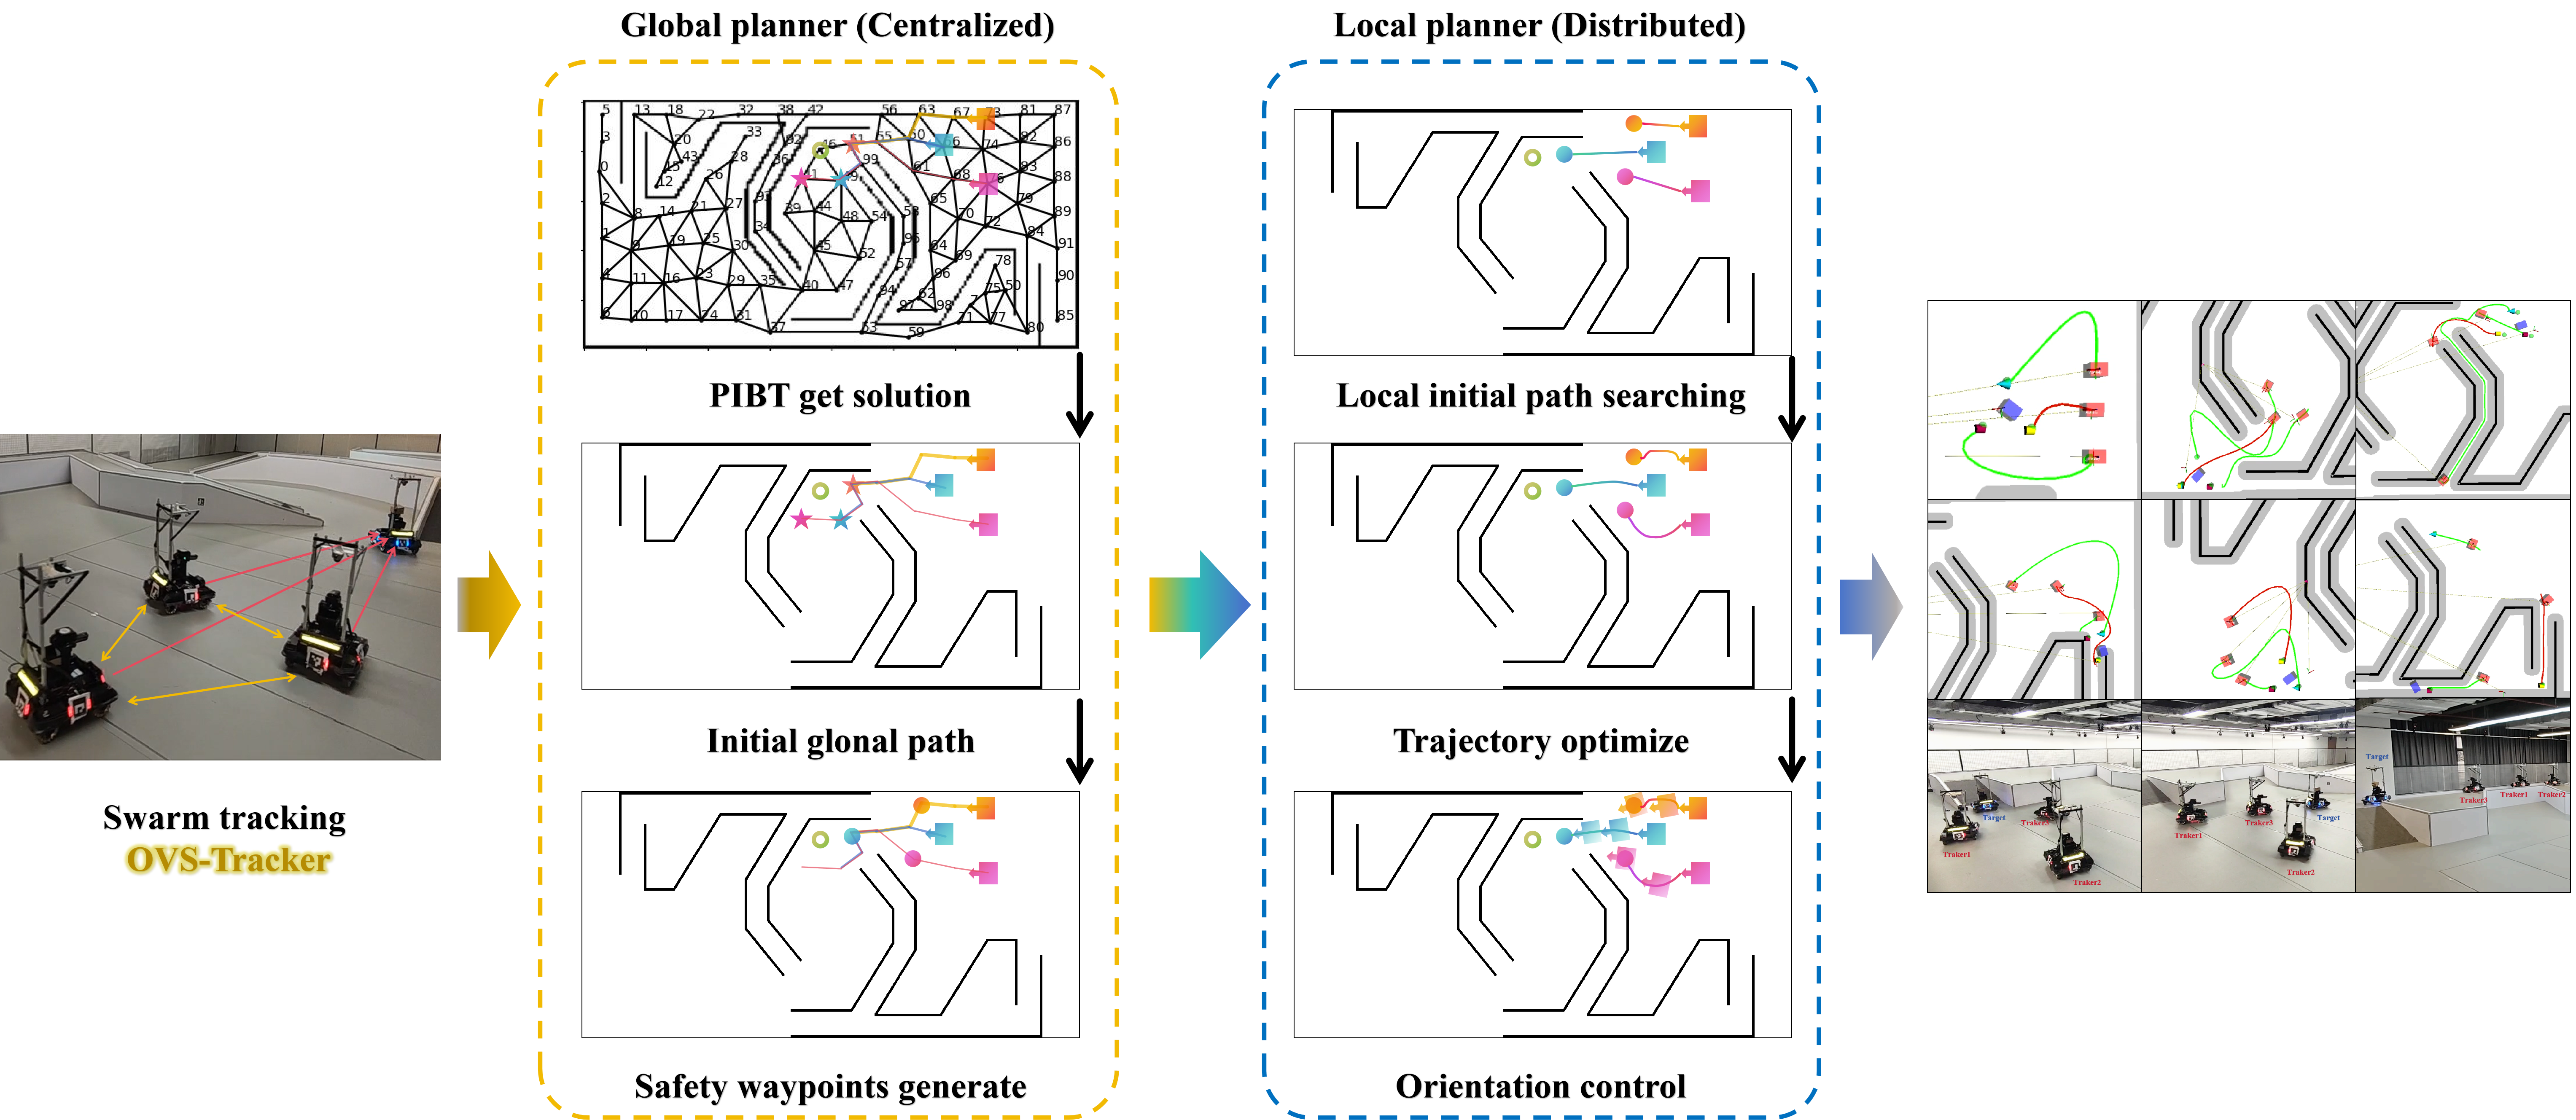 Global planner (Centralized)
PIBT get solution
Initial glonal path
Safety waypoints generate
Local planner (Distributed)
Local initial path searching
Trajectory optimize
Orientation control
Swarm tracking
OVS-Tracker
5 13 18 22 32 38 42 56 63 67 73 81 87
3 20 33 92 46 51 55 60 66 74 82 86
0 15 43 28 36 99 61 68 76 83 88
12 26 41 49
2 8 14 21 27 93 39 44 48 54 58 65 70 72 79 89
1 9 19 25 30 34 45 52 95 64 69 84 91
4 11 16 23 29 35 40 47 57 94 62 96 78 75 50 90
6 10 17 24 31 37 53 97 98 59 71 77 80 85
Target
Traker1
Traker3
Traker2
Target
Traker1
Traker3
Traker2
Target
Traker3
Traker1
Traker2